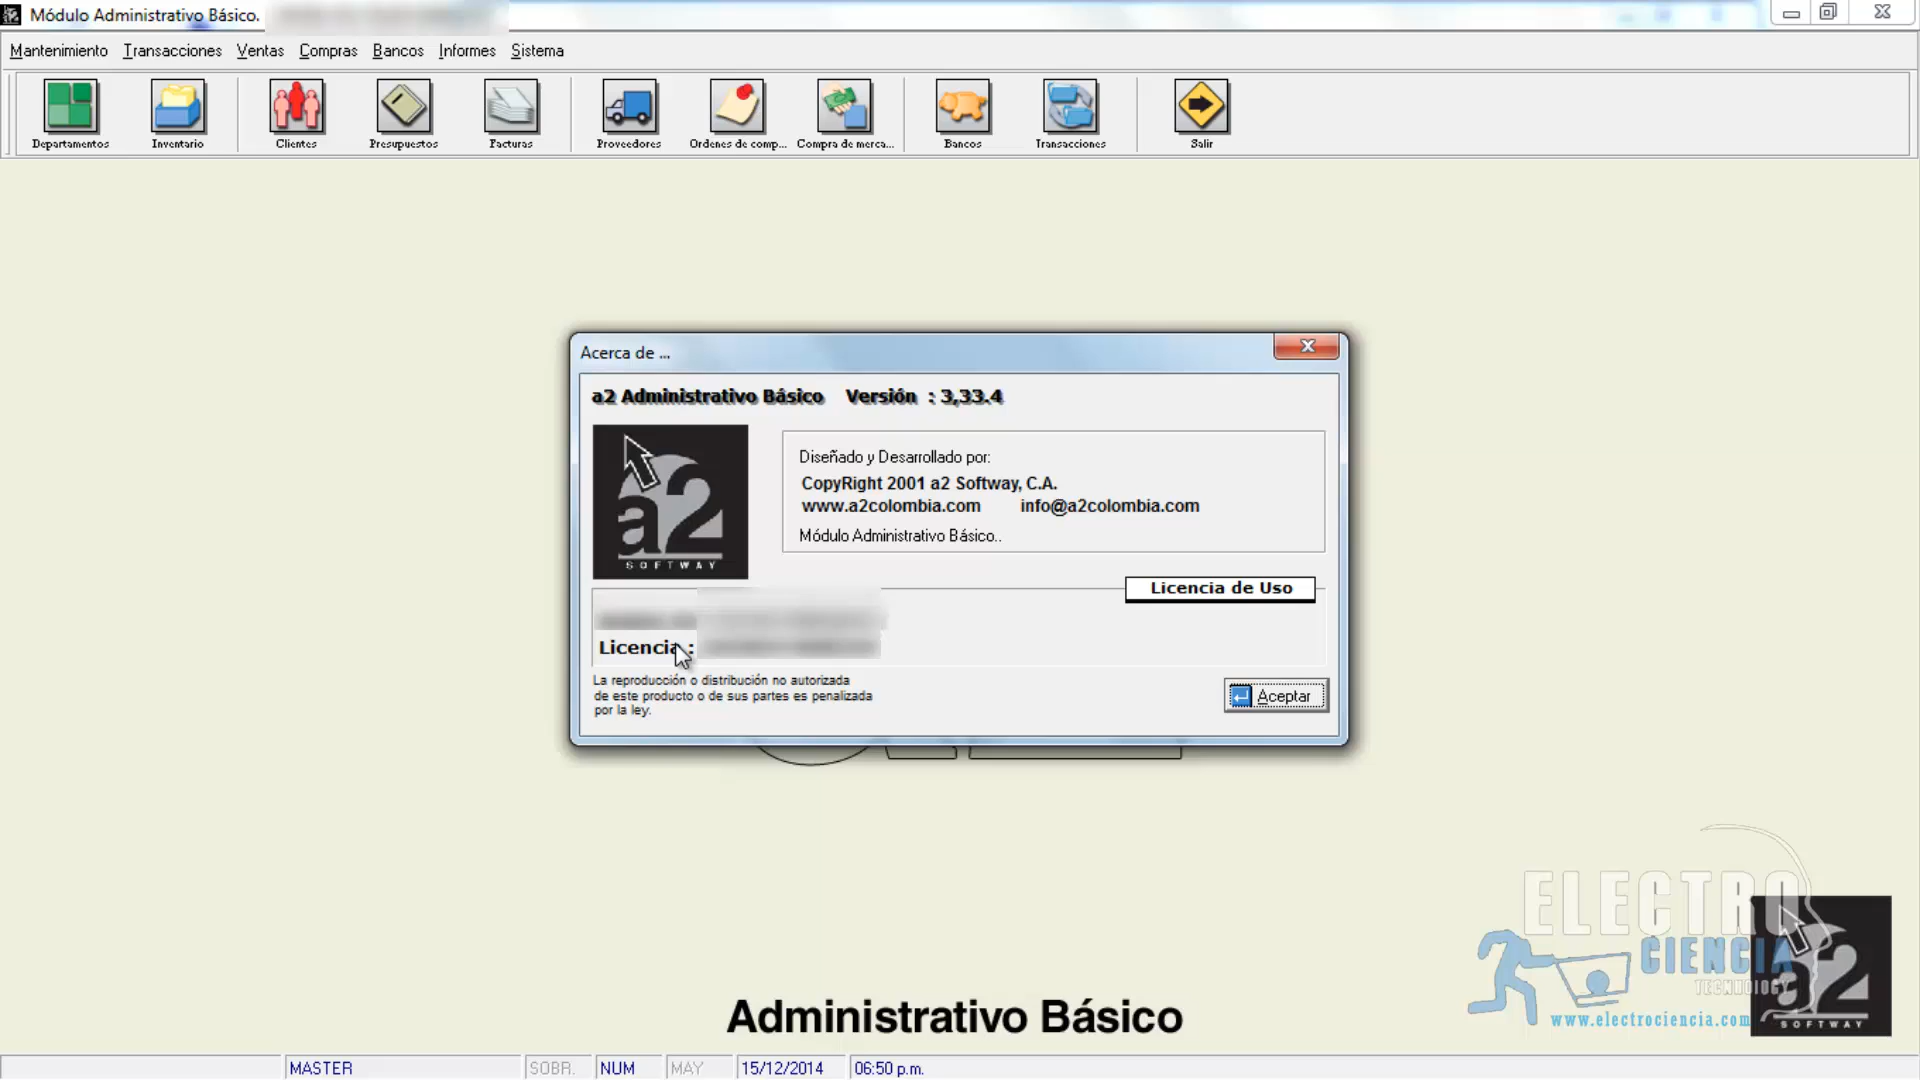 Módulo Administrativo Básico.
Mantenimiento Transacciones Ventas Compras Bancos Informes Sistema
Departamentos Inventario Clientes Presupuestos Facturas Proveedores Ordenes de comp... Compra de merca... Bancos Transacciones Salir
Acerca de ...
a2 Administrativo Básico Versión : 3,33.4
a2
SOFTWAY
Diseñado y Desarrollado por:
CopyRight 2001 a2 Softway, C.A.
www.a2colombia.com info@a2colombia.com
Módulo Administrativo Básico..
Licencia de Uso
Licencia :
La reproducción o distribución no autorizada
de este producto o de sus partes es penalizada
por la ley.
Aceptar
ELECTRO
CIENCIA
TECNHOLOGY
www.electrociencia.com
a2
SOFTWAY
Administrativo Básico
MASTER SOBR. NUM MAY 15/12/2014 06:50 p.m.